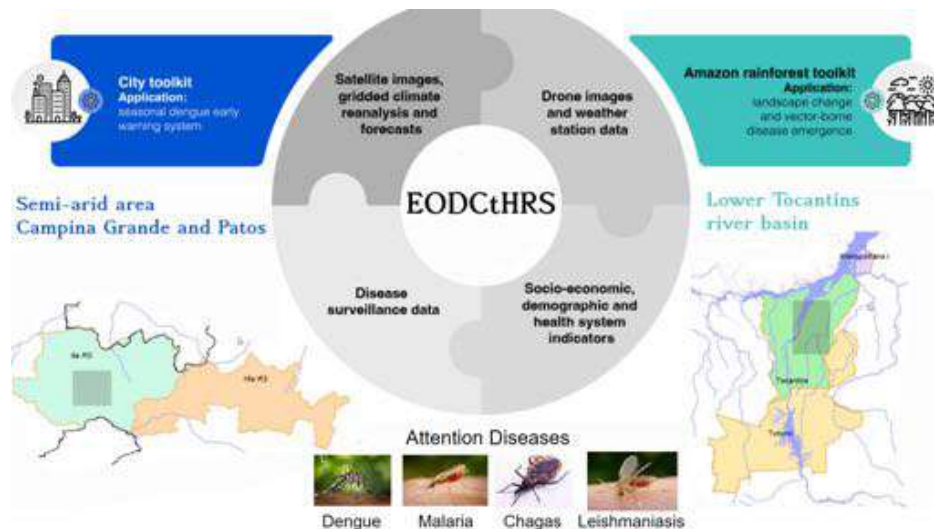 City toolkit
Application:
seasonal dengue early
warning system
Satellite images,
gridded climate
reanalysis and
forecasts
Drone images
and weather
station data
Amazon rainforest toolkit
Application:
landscape change
and vector-borne
disease emergence
EODCtHRS
Semi-arid area
Campina Grande and Patos
Lower Tocantins
river basin
Disease
surveillance data
Socio-economic,
demographic and
health system
indicators
Metropolitana I
Tocantins
Tucuruí
Attention Diseases
Dengue
Malaria
Chagas
Leishmaniasis